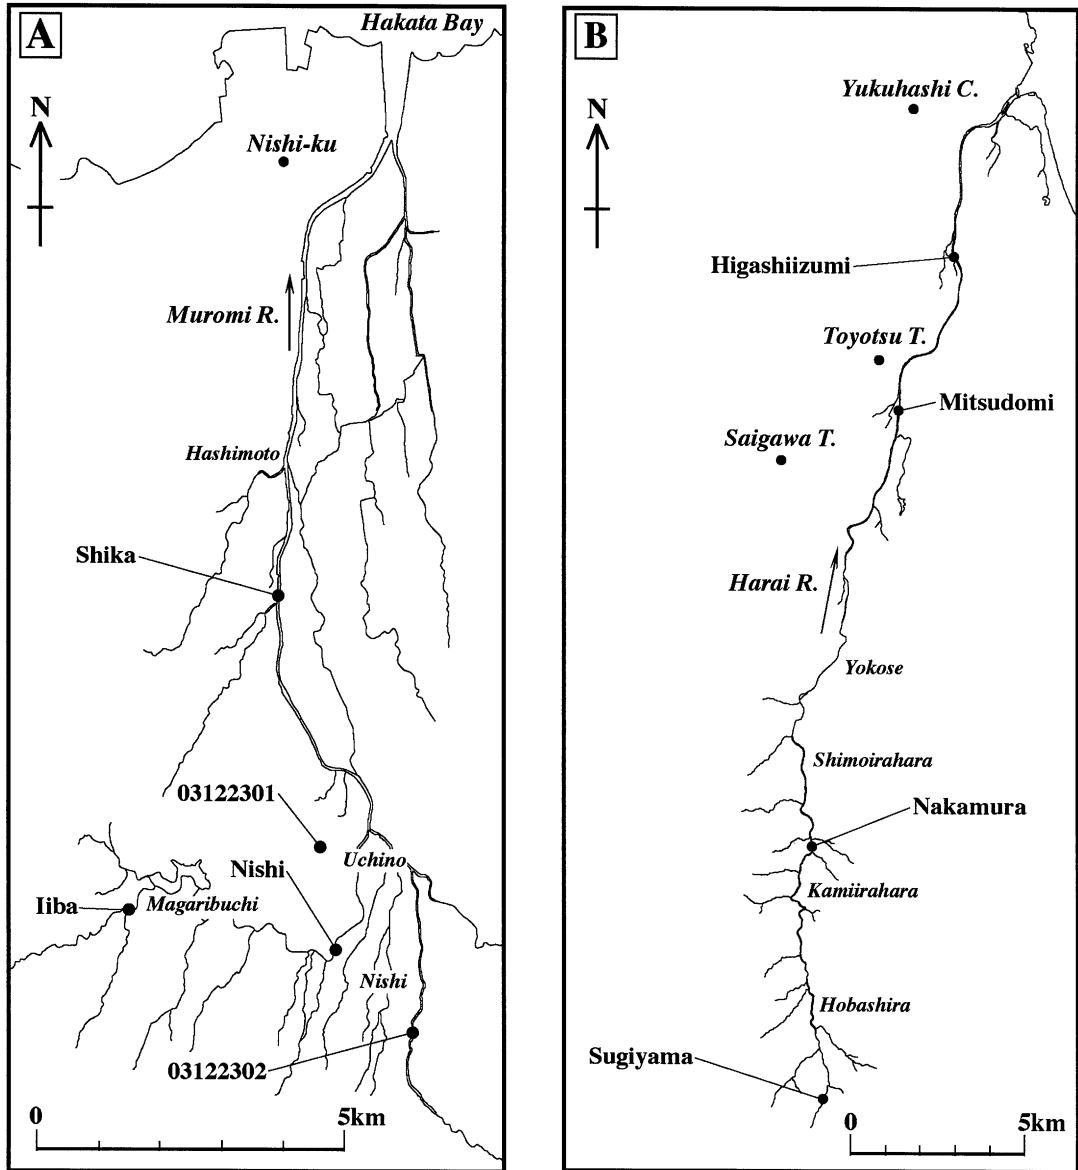 A
Hakata Bay
N
Nishi-ku
Muromi R.
Hashimoto
Shika
03122301
Uchino
Nishi
Iiba
Magaribuchi
Nishi
03122302
0
5km
B
Yukuhashi C.
N
Higashiizumi
Toyotsu T.
Mitsudomi
Saigawa T.
Harai R.
Yokose
Shimoirahara
Nakamura
Kamiirahara
Hobashira
Sugiyama
0
5km